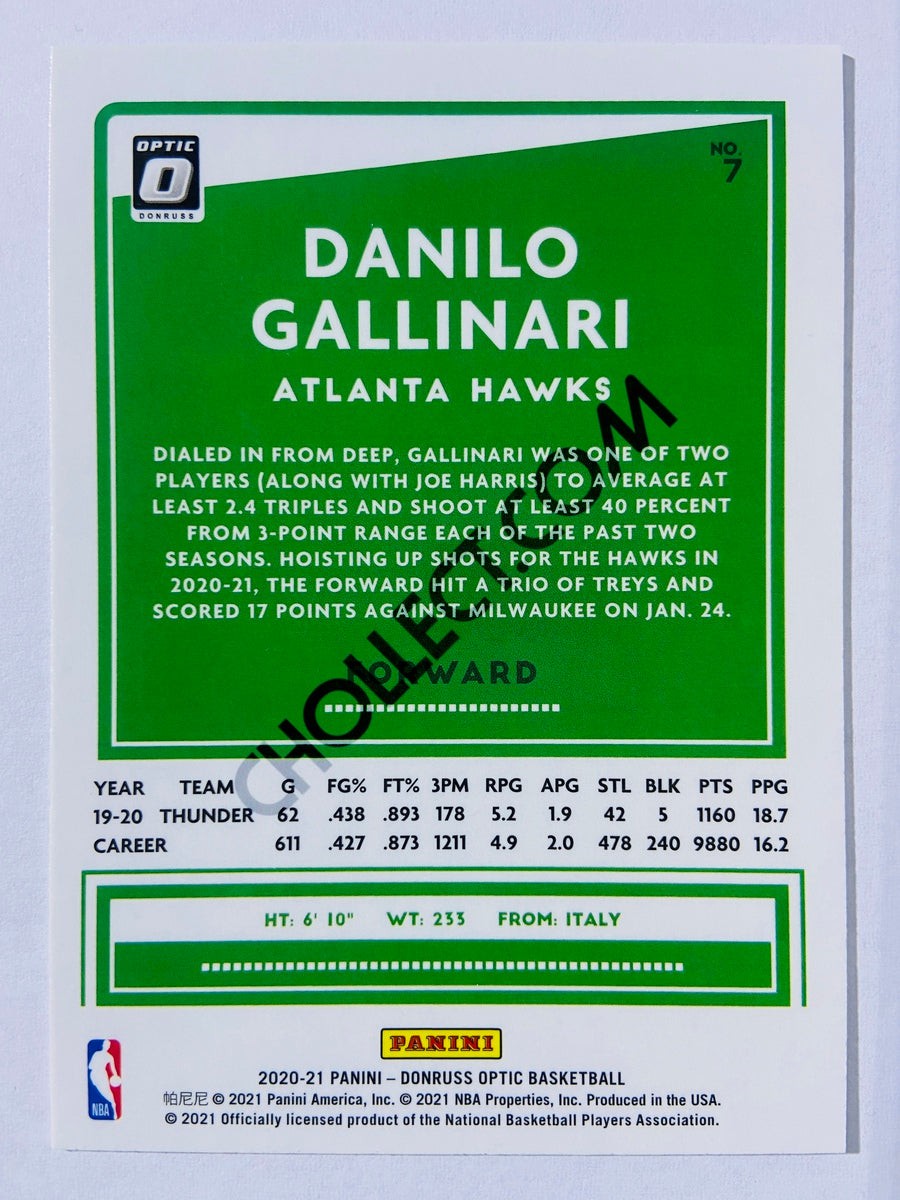 OPTIC
O
DONRUSS
NO.
7
DANILO
GALLINARI
ATLANTA HAWKS
DIALED IN FROM DEEP, GALLINARI WAS ONE OF TWO
PLAYERS (ALONG WITH JOE HARRIS) TO AVERAGE AT
LEAST 2.4 TRIPLES AND SHOOT AT LEAST 40 PERCENT
FROM 3-POINT RANGE EACH OF THE PAST TWO
SEASONS. HOISTING UP SHOTS FOR THE HAWKS IN
2020-21, THE FORWARD HIT A TRIO OF TREYS AND
SCORED 17 POINTS AGAINST MILWAUKEE ON JAN. 24.
FORWARD
CHOLLECT.COM
YEAR TEAM G FG% FT% 3PM RPG APG STL BLK PTS PPG
19-20 THUNDER 62 .438 .893 178 5.2 1.9 42 5 1160 18.7
CAREER 611 .427 .873 1211 4.9 2.0 478 240 9880 16.2
HT: 6' 10" WT: 233 FROM: ITALY
PANINI
NBA
2020-21 PANINI – DONRUSS OPTIC BASKETBALL
帕尼尼 © 2021 Panini America, Inc. © 2021 NBA Properties, Inc. Produced in the USA.
© 2021 Officially licensed product of the National Basketball Players Association.